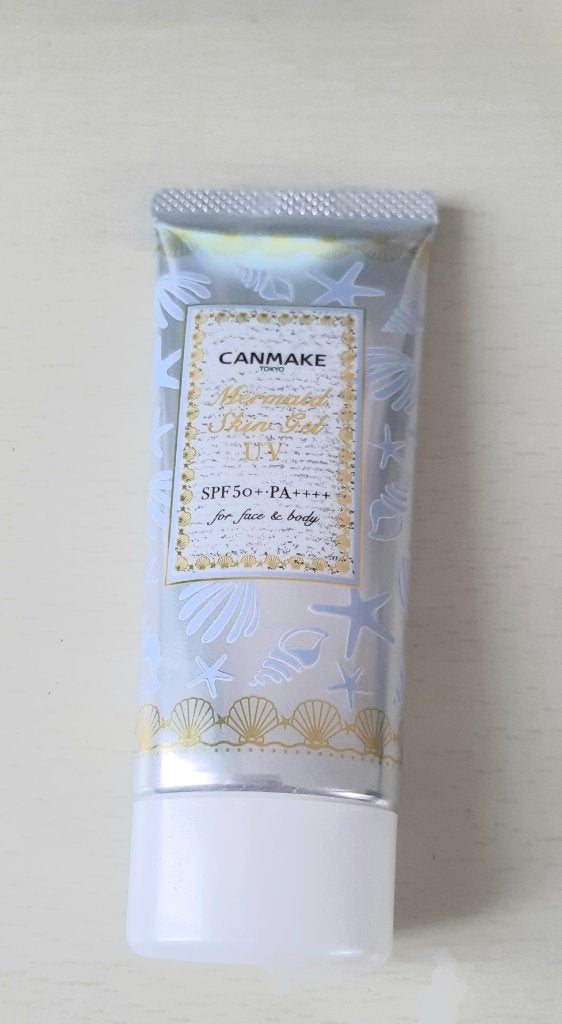 CANMAKE
TOKYO
Mermaid
Skin Gel
UV
SPF50+·PA++++
for face & body